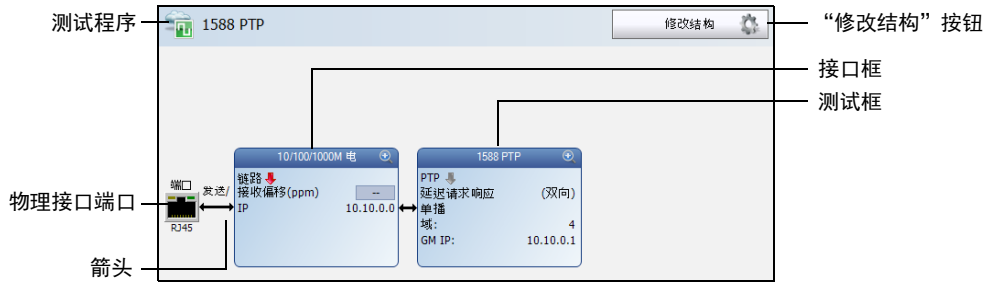 测试程序
1588 PTP
修改结构
“修改结构”按钮
接口框
测试框
10/100/1000M 电
1588 PTP
端口
发送/
RJ45
链路
接收偏移(ppm) --
IP 10.10.0.0
PTP
延迟请求响应 (双向)
单播
域: 4
GM IP: 10.10.0.1
物理接口端口
箭头